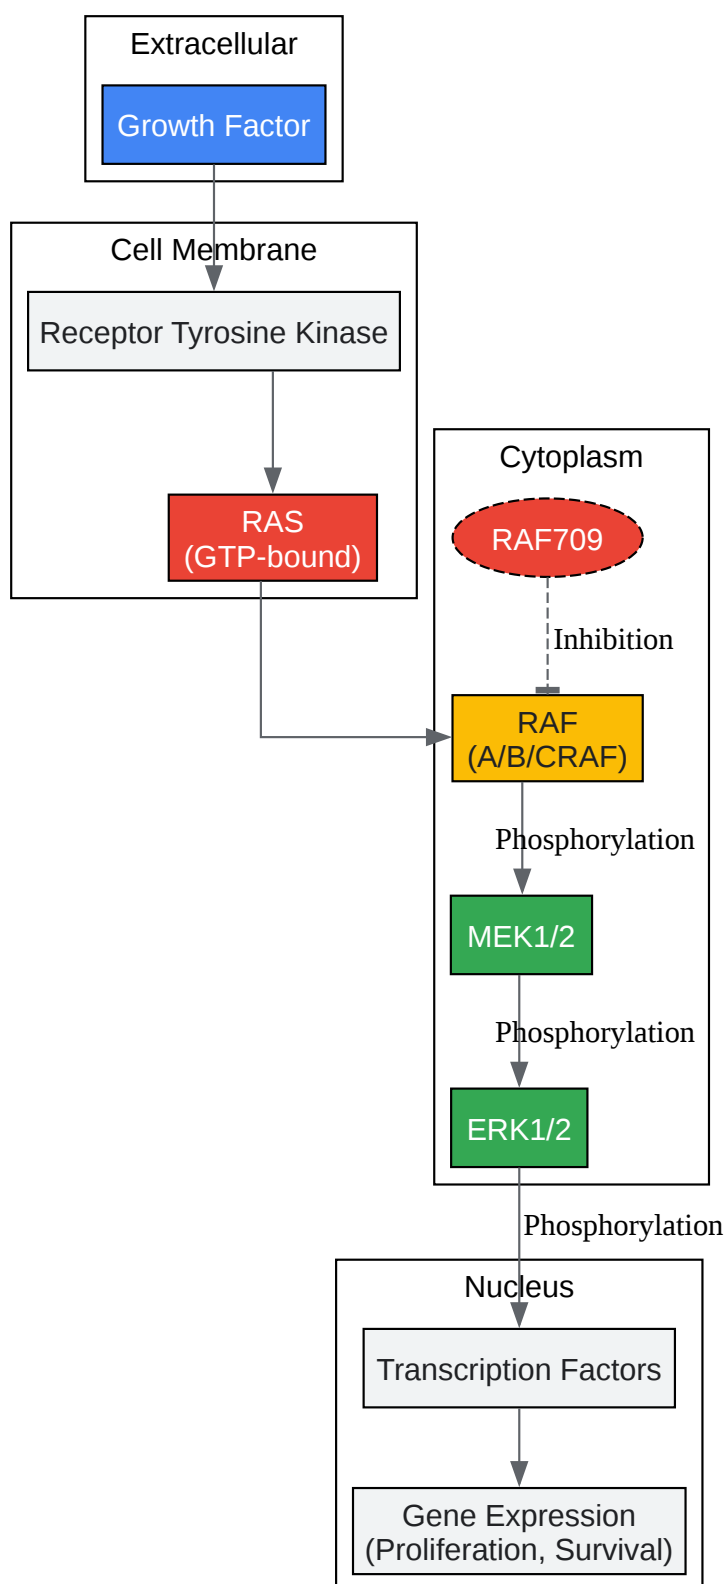 Extracellular
Growth Factor
Cell Membrane
Receptor Tyrosine Kinase
RAS
(GTP-bound)
Cytoplasm
RAF709
Inhibition
RAF
(A/B/CRAF)
Phosphorylation
MEK1/2
Phosphorylation
ERK1/2
Phosphorylation
Nucleus
Transcription Factors
Gene Expression
(Proliferation, Survival)